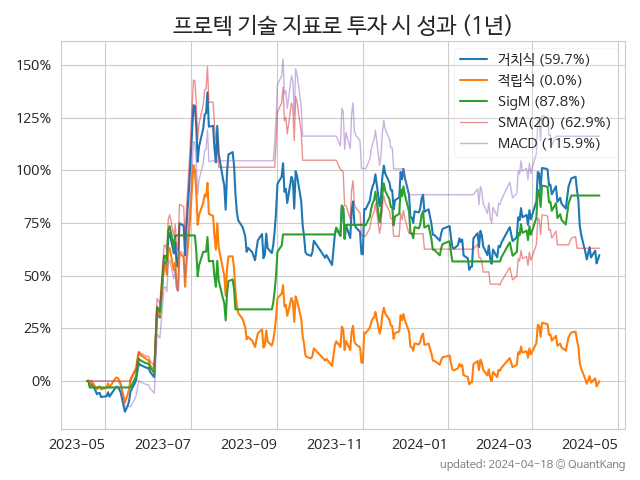 프로텍 기술 지표로 투자 시 성과 (1년)
거치식 (59.7%)
적립식 (0.0%)
SigM (87.8%)
SMA(20) (62.9%)
MACD (115.9%)
150%
125%
100%
75%
50%
25%
0%
2023-05 2023-07 2023-09 2023-11 2024-01 2024-03 2024-05
updated: 2024-04-18 © QuantKang